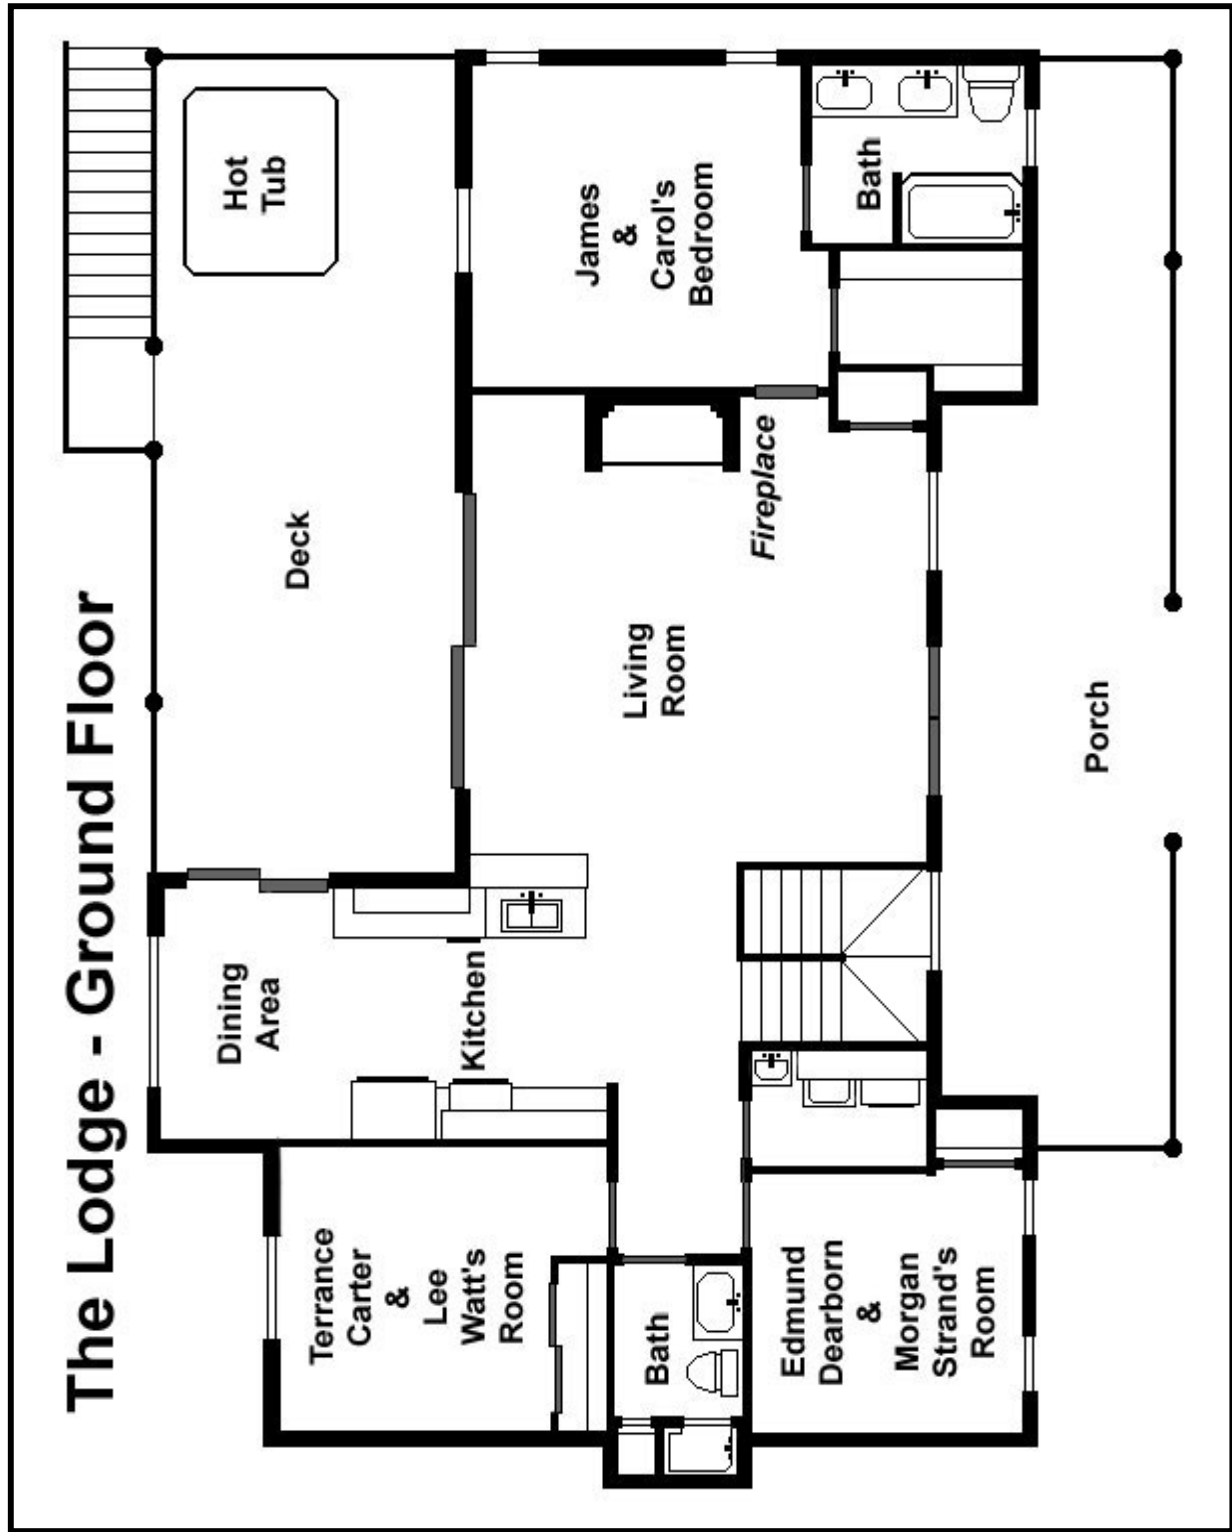 The Lodge - Ground Floor
Hot
Tub
Deck
Dining
Area
Kitchen
Living
Room
Fireplace
James
&
Carol's
Bedroom
Bath
Terrance
Carter
&
Lee
Watt's
Room
Bath
Edmund
Dearborn
&
Morgan
Strand's
Room
Porch